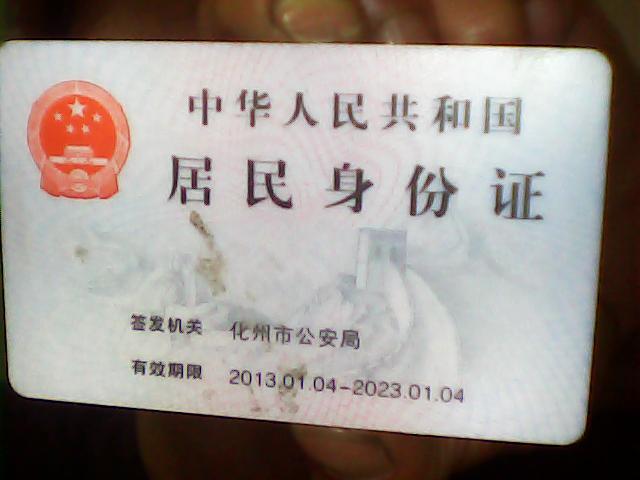 中华人民共和国
居民身份证
签发机关 化州市公安局
有效期限 2013.01.04-2023.01.04